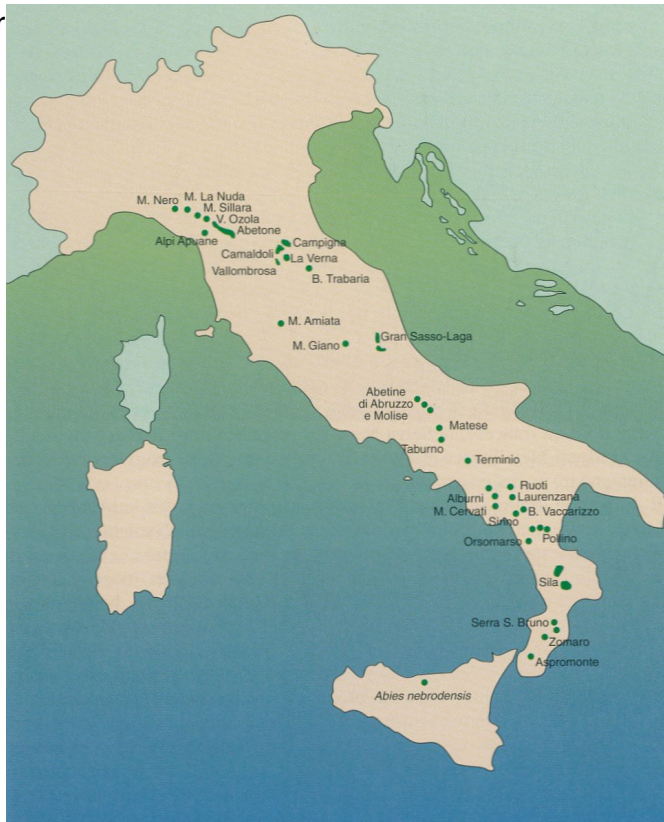 r
M. Nero
M. La Nuda
M. Sillara
V. Ozola
Abetone
Alpi Apuane
Campigna
Camaldoli
La Verna
Vallombrosa
B. Trabaria
M. Amiata
M. Giano
Gran Sasso-Laga
Abetine
di Abruzzo
e Molise
Matese
Taburno
Terminio
Ruoti
Alburni
Laurenzana
M. Cervati
B. Vaccarizzo
Sirino
Orsomarso
Pollino
Sila
Serra S. Bruno
Zomaro
Aspromonte
Abies nebrodensis